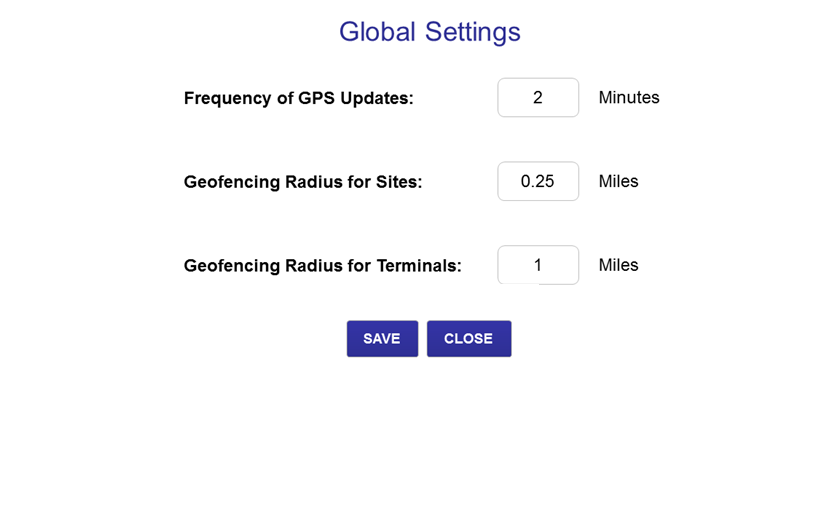 Global Settings
Frequency of GPS Updates: 2 Minutes
Geofencing Radius for Sites: 0.25 Miles
Geofencing Radius for Terminals: 1 Miles
SAVE CLOSE